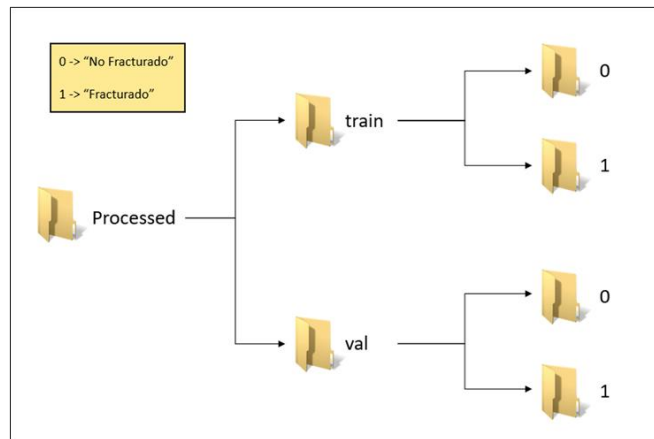 0 -> “No Fracturado”
1 -> “Fracturado”
0
train
1
Processed
0
val
1